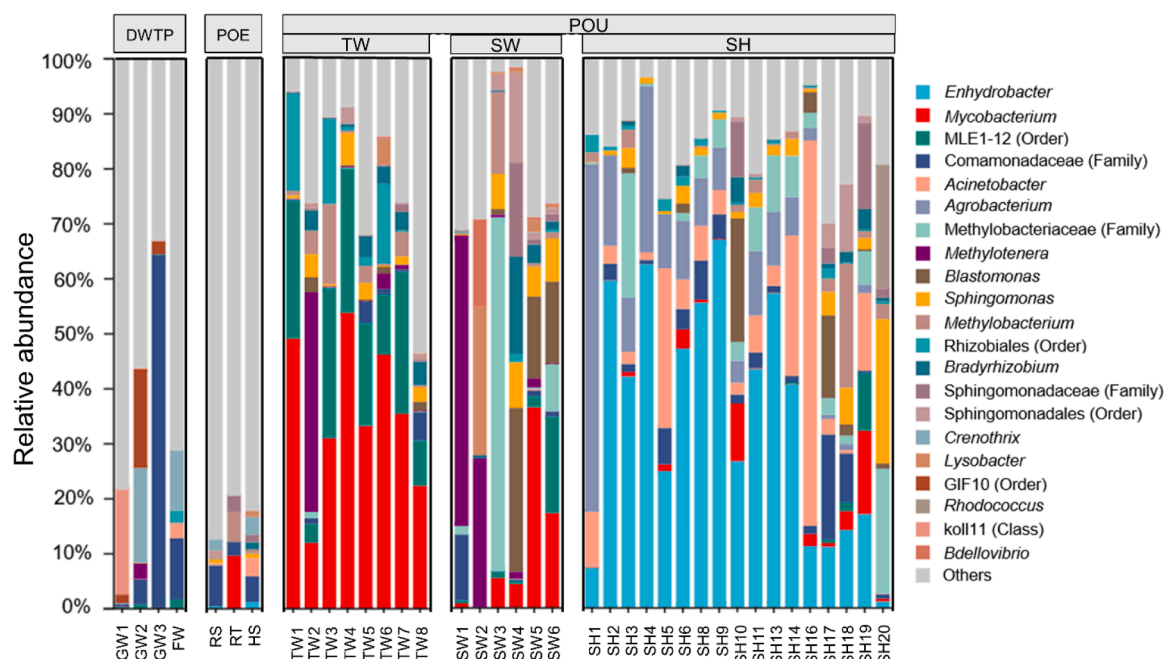 POU
DWTP
POE
TW
SW
SH
Relative abundance
100%
90%
80%
70%
60%
50%
40%
30%
20%
10%
0%
GW1
GW2
GW3
FW
RS
RT
HS
TW1
TW2
TW3
TW4
TW5
TW6
TW7
TW8
SW1
SW2
SW3
SW4
SW5
SW6
SH1
SH2
SH3
SH4
SH5
SH6
SH8
SH9
SH10
SH11
SH13
SH14
SH16
SH17
SH18
SH19
SH20
Enhydrobacter
Mycobacterium
MLE1-12 (Order)
Comamonadaceae (Family)
Acinetobacter
Agrobacterium
Methylobacteriaceae (Family)
Methylotenera
Blastomonas
Sphingomonas
Methylobacterium
Rhizobiales (Order)
Bradyrhizobium
Sphingomonadaceae (Family)
Sphingomonadales (Order)
Crenothrix
Lysobacter
GIF10 (Order)
Rhodococcus
koll11 (Class)
Bdellovibrio
Others